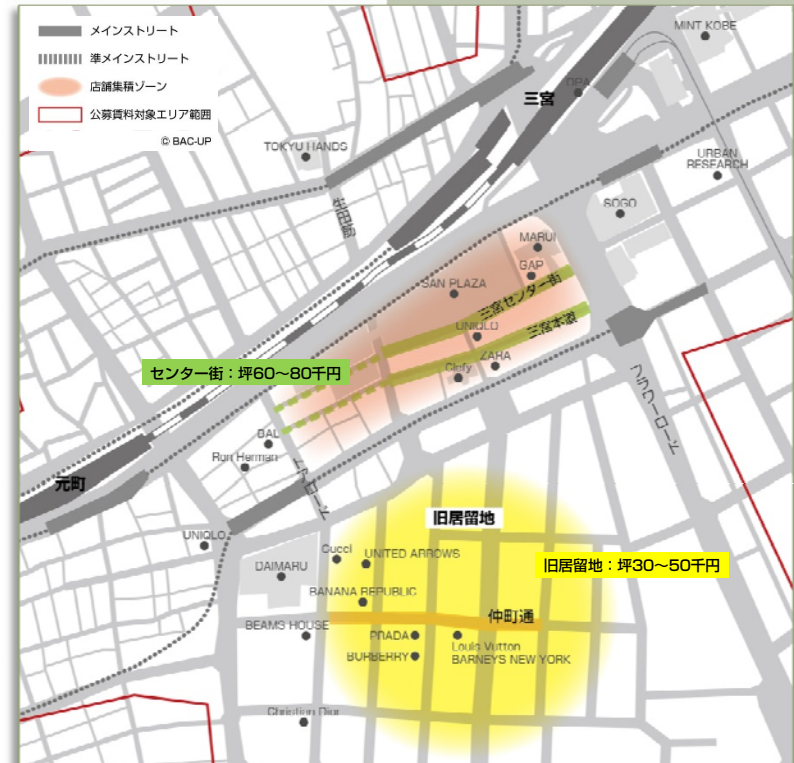 メインストリート
準メインストリート
店舗集積ゾーン
公募賃料対象エリア範囲
© BAC-UP
MINT KOBE
OPA
三宮
TOKYU HANDS
URBAN
RESEARCH
SOGO
MARUI
GAP
SAN PLAZA
三宮センター街
UNIQLO
三宮本通
ZARA
Clefy
センター街：坪60～80千円
フラワーロード
BAL
Ron Herman
トアロード
元町
旧居留地
UNIQLO
Gucci
UNITED ARROWS
DAIMARU
旧居留地：坪30～50千円
BANANA REPUBLIC
仲町通
BEAMS HOUSE
PRADA
Louis Vutton
BURBERRY
BARNEYS NEW YORK
Christian Dior